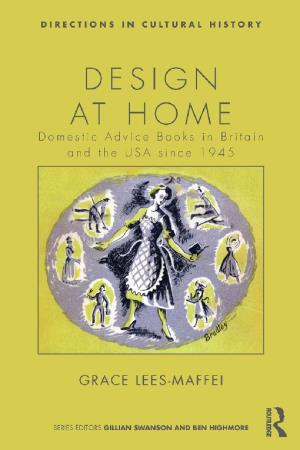 DIRECTIONS IN CULTURAL HISTORY
DESIGN
AT HOME
Domestic Advice Books in Britain
and the USA since 1945
Bradley
GRACE LEES-MAFFEI
SERIES EDITORS GILLIAN SWANSON AND BEN HIGHMORE
ROUTLEDGE